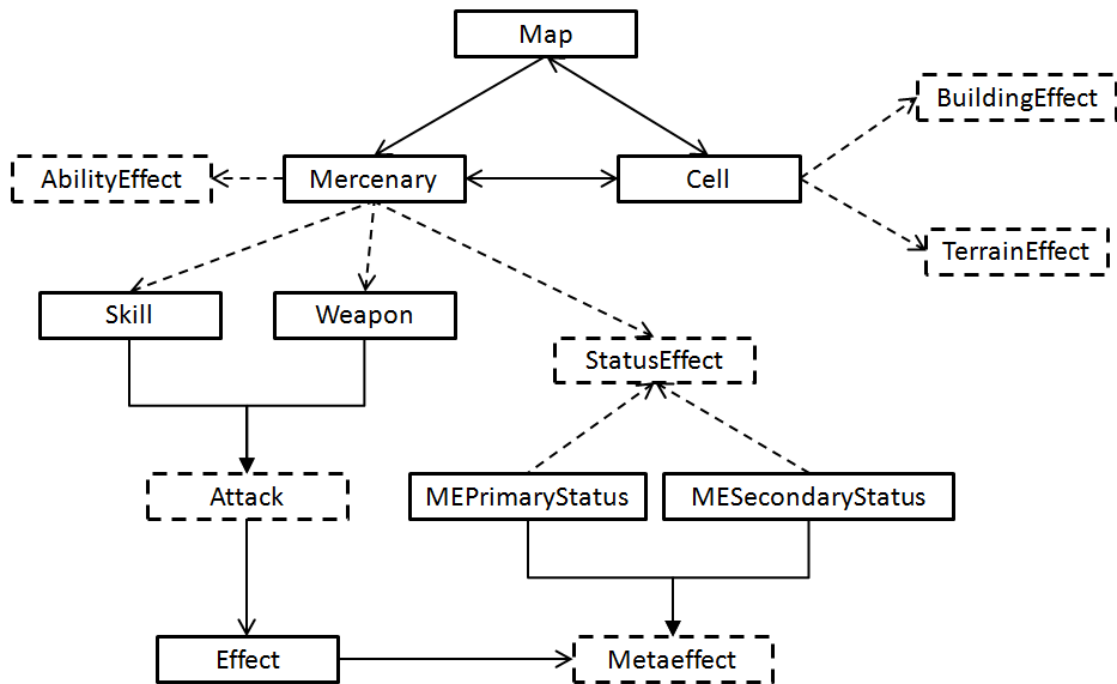 Map
BuildingEffect
AbilityEffect
Mercenary
Cell
TerrainEffect
Skill
Weapon
StatusEffect
Attack
MEPrimaryStatus
MESecondaryStatus
Effect
Metaeffect